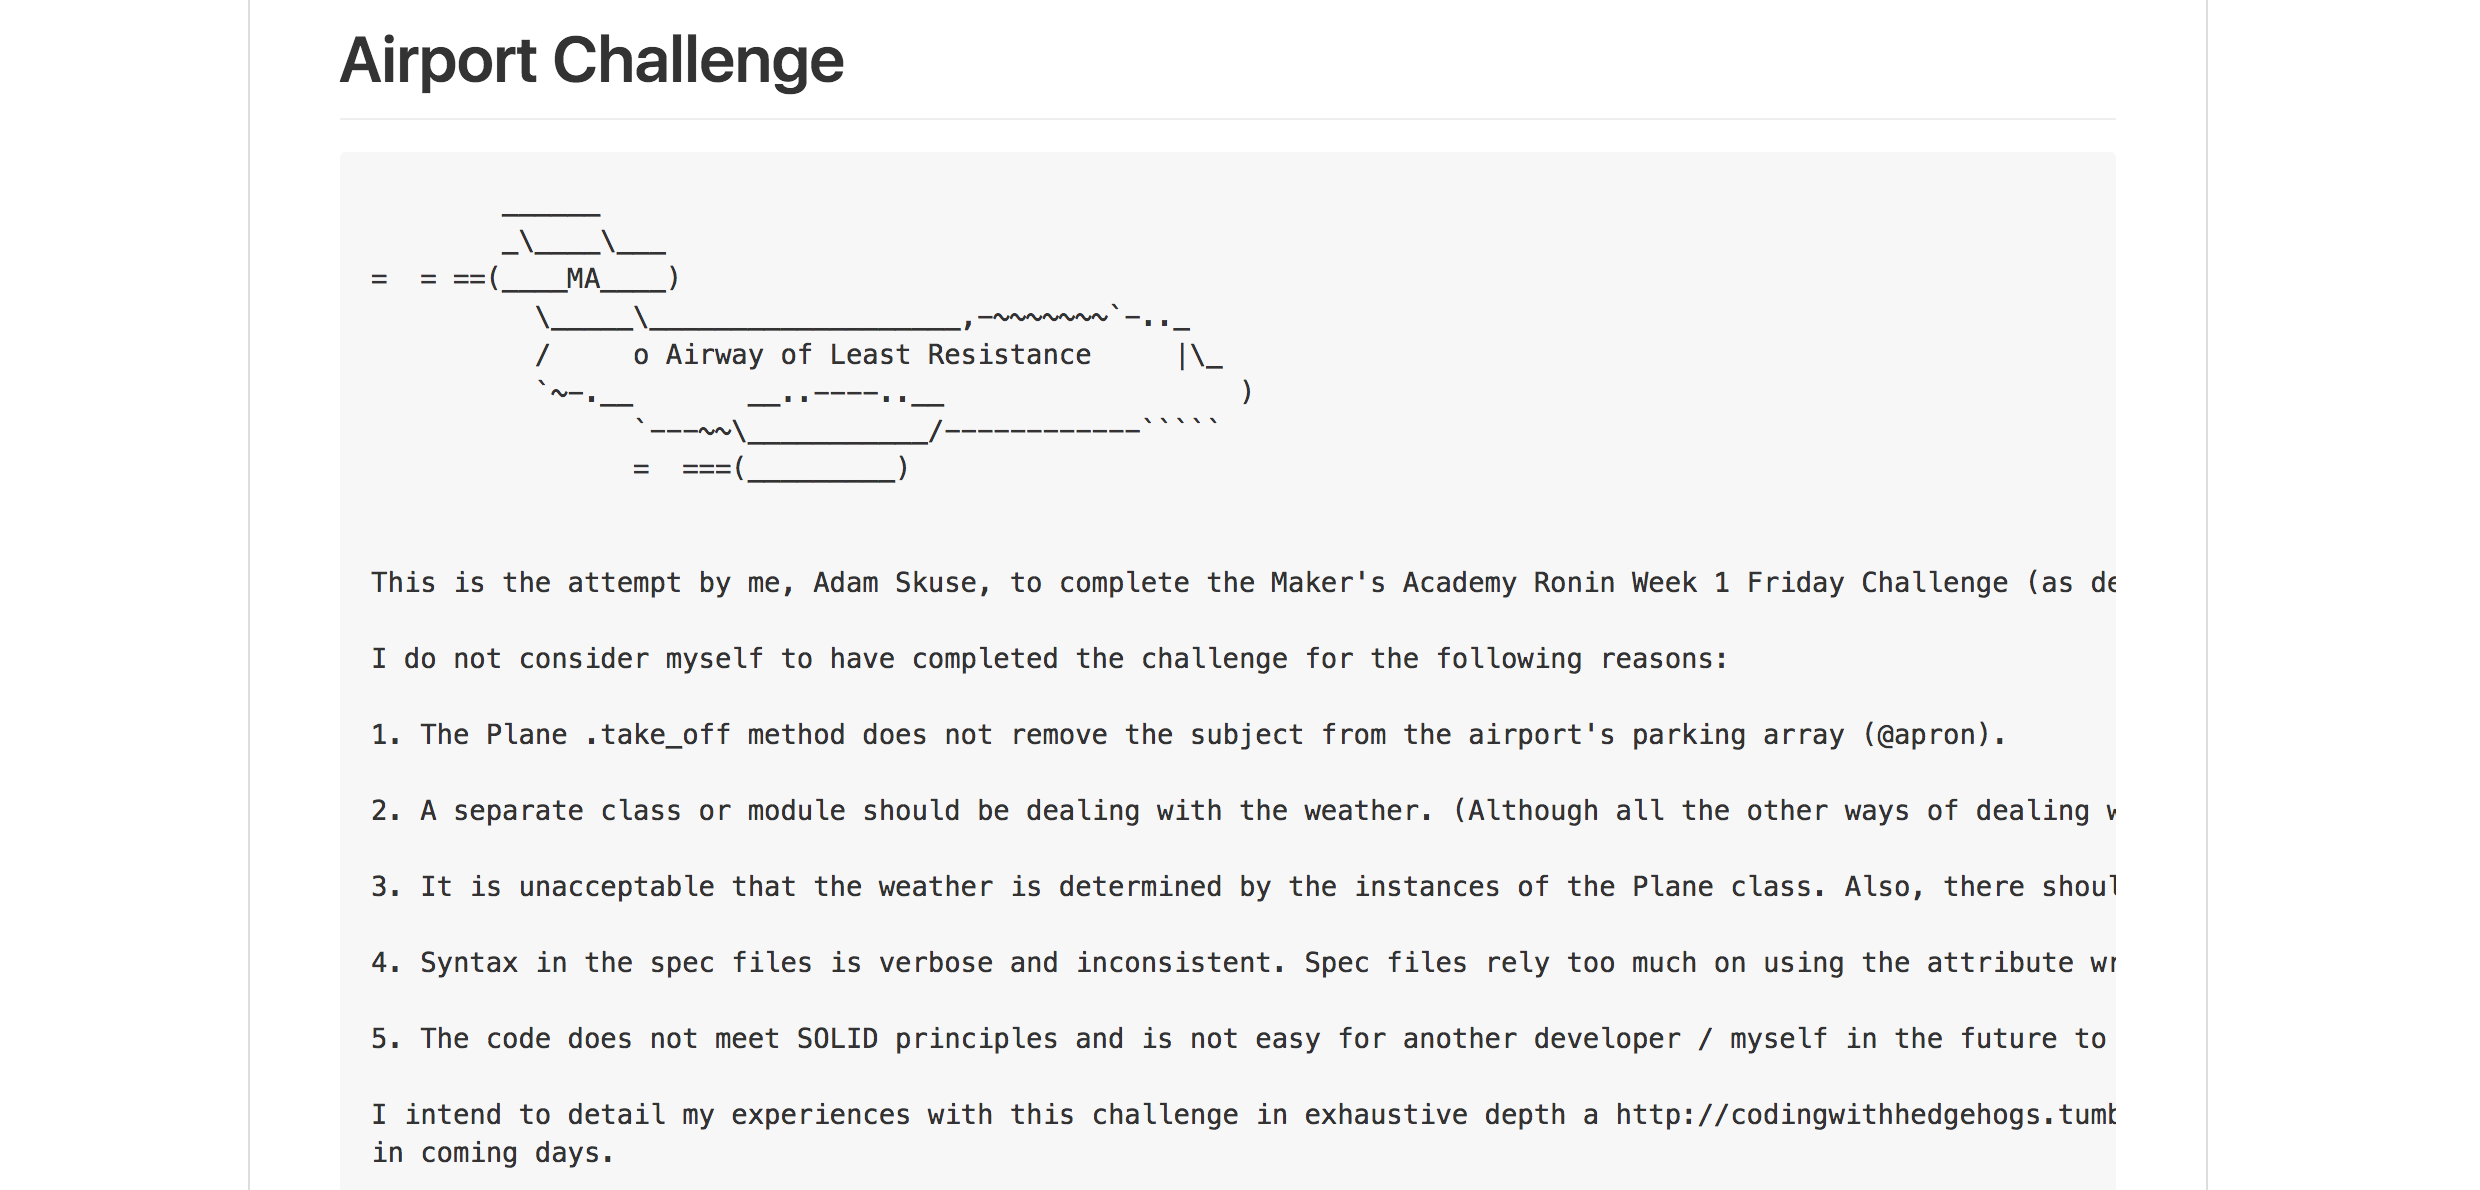 Airport Challenge
______
_\____\___
=  = ==(____MA____)
\_____\___________________,-~~~~~~~`-.._
/     o Airway of Least Resistance     |\_
`~-.__       __..----..__                  )
`---~~\___________/------------`````
=  ===(_________)
This is the attempt by me, Adam Skuse, to complete the Maker's Academy Ronin Week 1 Friday Challenge (as de
I do not consider myself to have completed the challenge for the following reasons:
1. The Plane .take_off method does not remove the subject from the airport's parking array (@apron).
2. A separate class or module should be dealing with the weather. (Although all the other ways of dealing
3. It is unacceptable that the weather is determined by the instances of the Plane class. Also, there shoul
4. Syntax in the spec files is verbose and inconsistent. Spec files rely too much on using the attribute wr
5. The code does not meet SOLID principles and is not easy for another developer / myself in the future to
I intend to detail my experiences with this challenge in exhaustive depth a http://codingwithhedgehogs.tumb
in coming days.